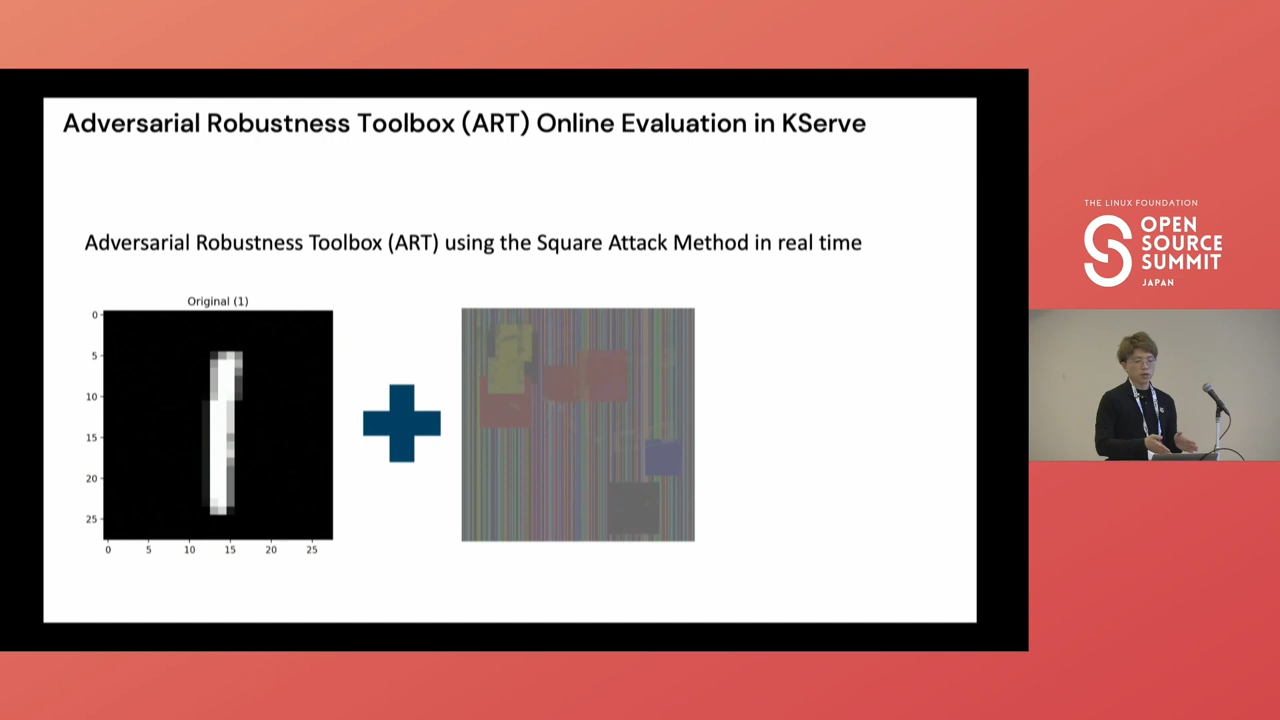 Adversarial Robustness Toolbox (ART) Online Evaluation in KServe
Adversarial Robustness Toolbox (ART) using the Square Attack Method in real time
Original (1)
0
5
10
15
20
25
0 5 10 15 20 25
THE LINUX FOUNDATION
OPEN
SOURCE
SUMMIT
JAPAN